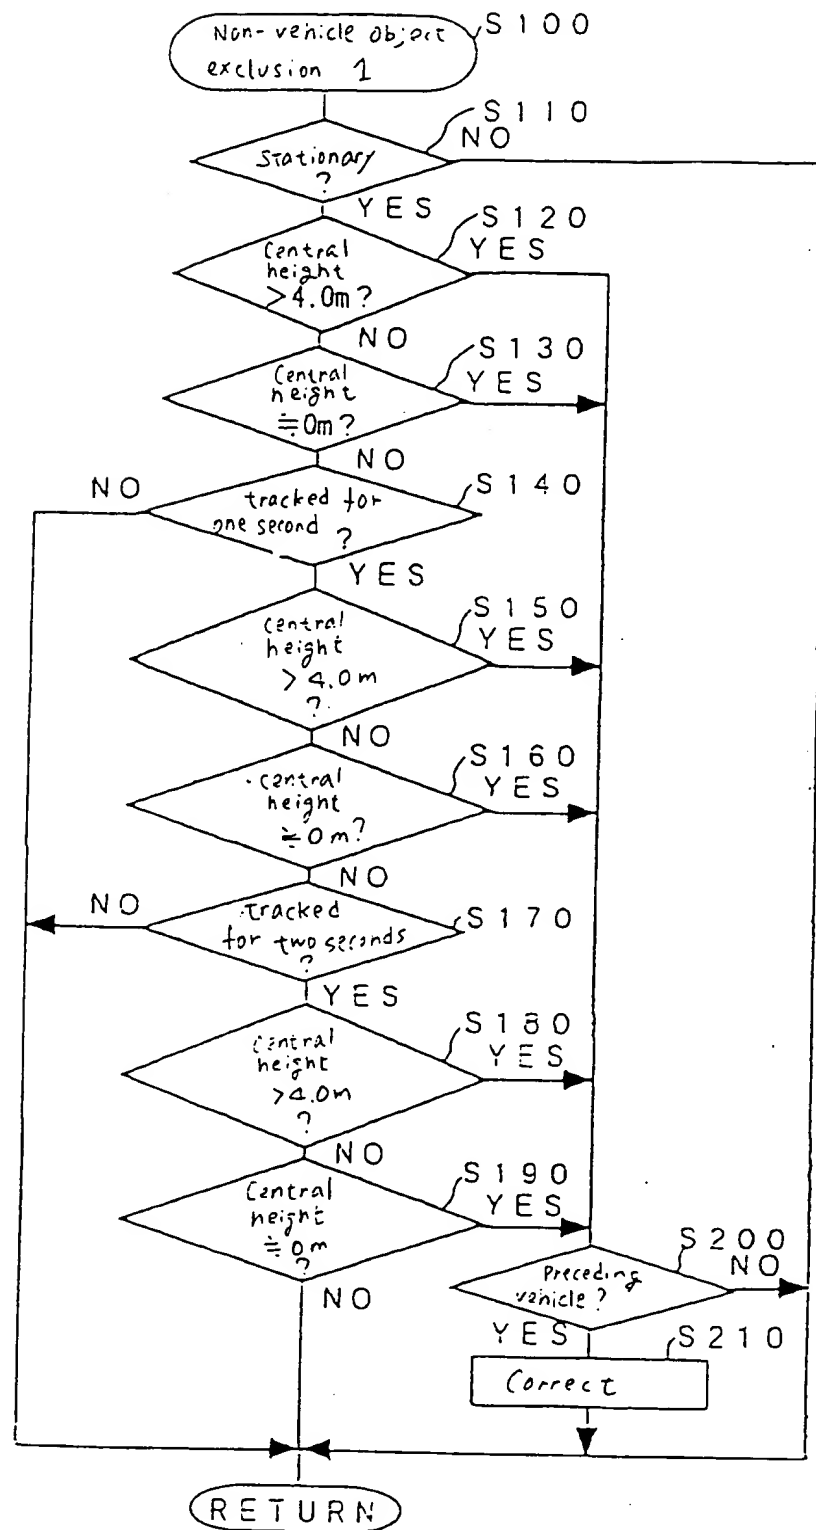 Non-vehicle object
exclusion 1
S100
S110
NO
Stationary
?
YES
S120
YES
Central
height
>4.0m?
NO
S130
YES
Central
height
≒0m?
NO
NO
S140
tracked for
one second
?
YES
S150
YES
Central
height
>4.0m
?
NO
S160
YES
Central
height
≒0m?
NO
NO
S170
tracked
for two seconds
?
YES
S180
YES
Central
height
>4.0m
?
NO
S190
YES
Central
height
≒0m
?
NO
S200
NO
Preceding
vehicle?
YES
S210
Correct
RETURN